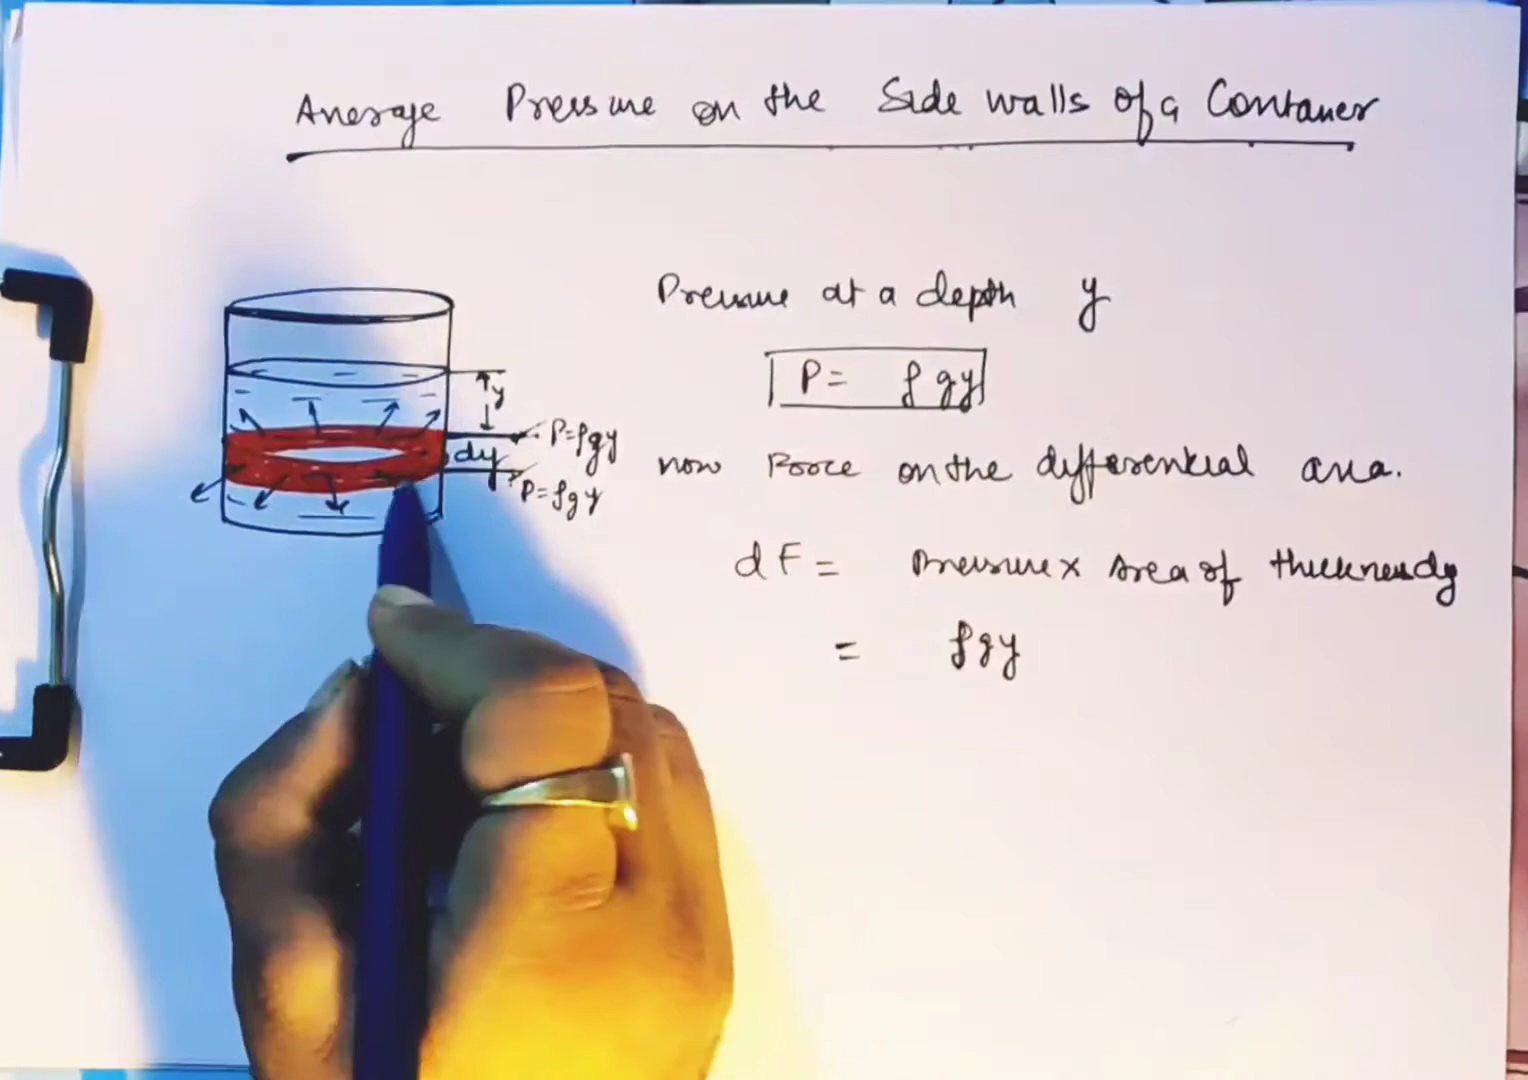 Average Pressure on the Side walls of a Container
Pressure at a depth y
P = ρgy
y
P=ρgy
dy
P=ρgy
now Force on the differential area.
dF = Pressure x Area of thickness dy
= ρgy